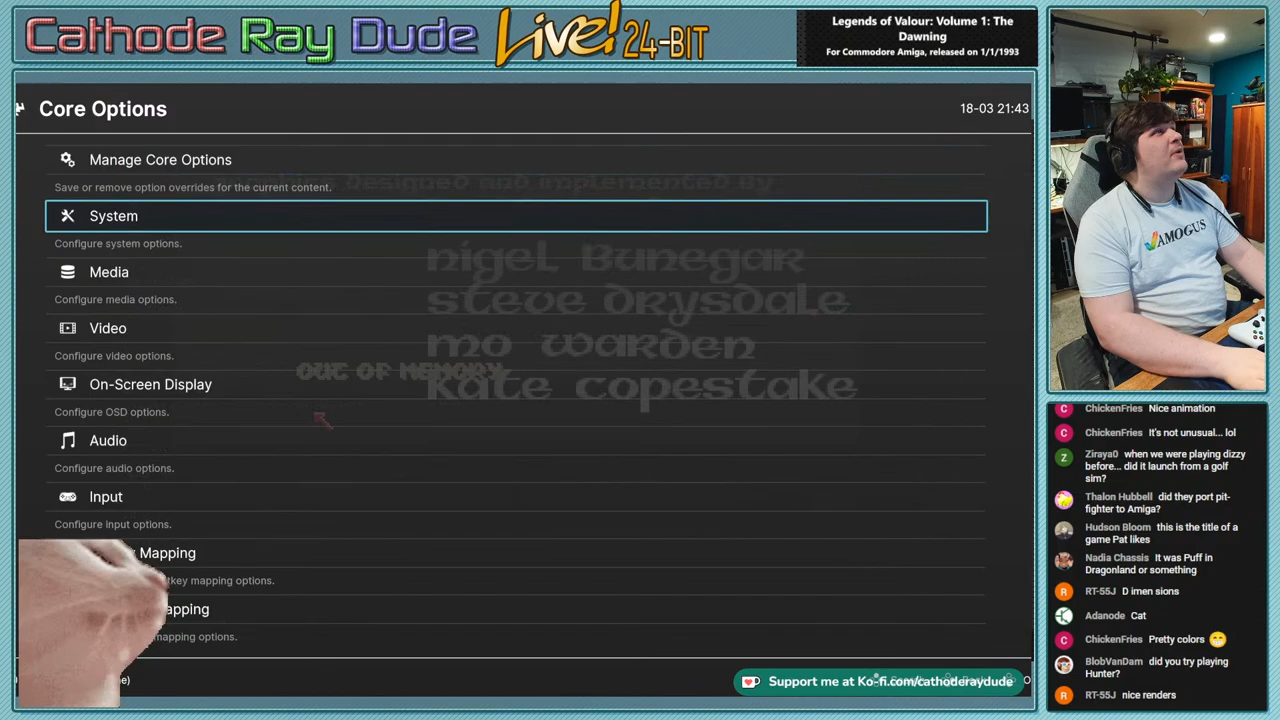 Cathode Ray Dude Live! 24-BIT
Legends of Valour: Volume 1: The
Dawning
For Commodore Amiga, released on 1/1/1993
Core Options
18-03 21:43
Manage Core Options
Save or remove option overrides for the current content.
System
Configure system options.
Media
Configure media options.
Video
Configure video options.
On-Screen Display
Configure OSD options.
Audio
Configure audio options.
Input
Configure input options.
Mapping
tkey mapping options.
apping
mapping options.
designed and implemented by
nigel Bunegar
steve drysdale
mo warden
kate copestake
OUT OF MEMORY
Support me at Ko-fi.com/cathoderaydude
AMOGUS
ChickenFries Nice animation
ChickenFries It's not unusual... lol
Ziraya0 when we were playing dizzy
before... did it launch from a golf
sim?
Thalon Hubbell did they port pit-
fighter to Amiga?
Hudson Bloom this is the title of a
game Pat likes
Nadia Chassis It was Puff in
Dragonland or something
RT-55J D imen sions
Adanode Cat
ChickenFries Pretty colors 😁
BlobVanDam did you try playing
Hunter?
RT-55J nice renders